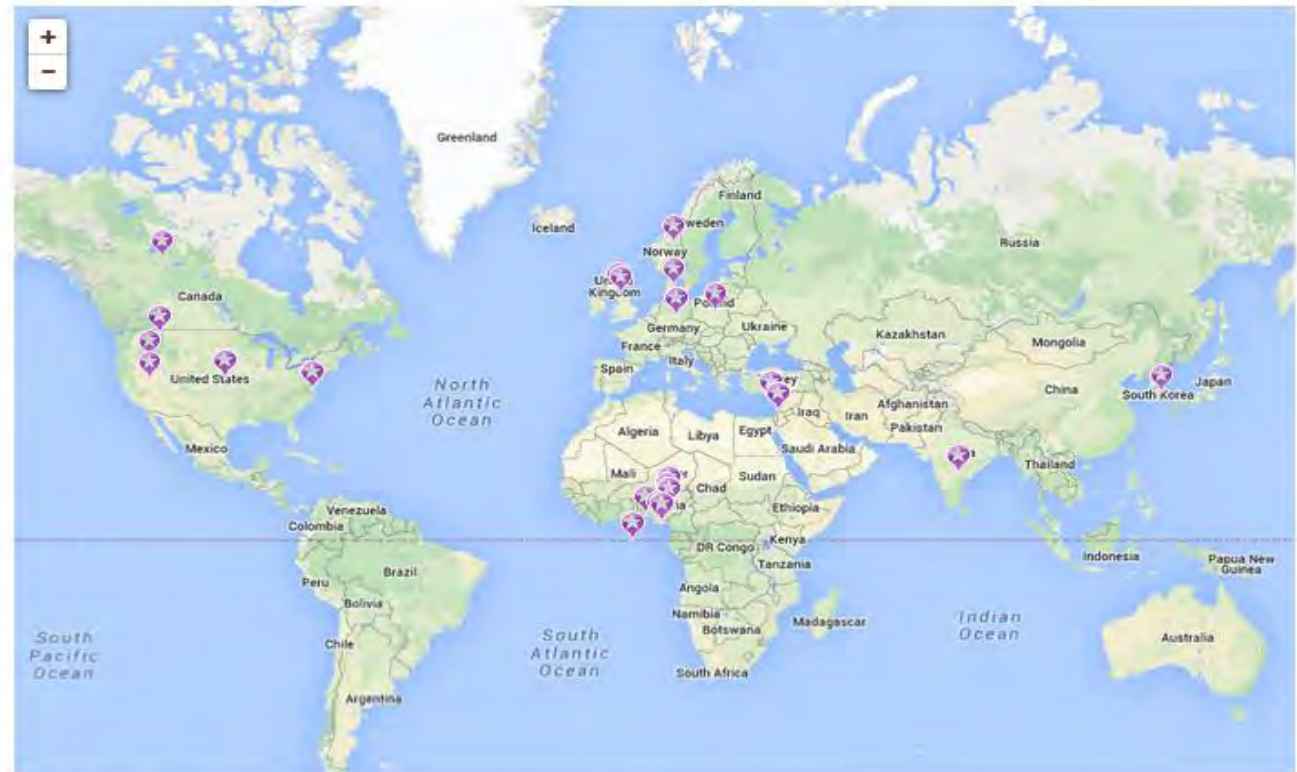 +
−
Greenland
Finland
Iceland
weden
Russia
Norway
Kingdom
Canada
Germany
Ukraine
Kazakhstan
Mongolia
France
Italy
Spain
United States
North
Atlantic
Ocean
China
South Korea
Japan
Afghanistan
Iraq
Iran
Pakistan
Algeria
Libya
Egypt
Saudi Arabia
Mexico
Mali
Chad
Sudan
Thailand
Ethiopia
Venezuela
Colombia
DR Congo
Kenya
Tanzania
Indonesia
Papua New
Guinea
Peru
Brazil
Angola
Bolivia
Namibia
Botswana
Madagascar
Indian
Ocean
South
Pacific
Ocean
Chile
South
Atlantic
Ocean
Australia
South Africa
Argentina